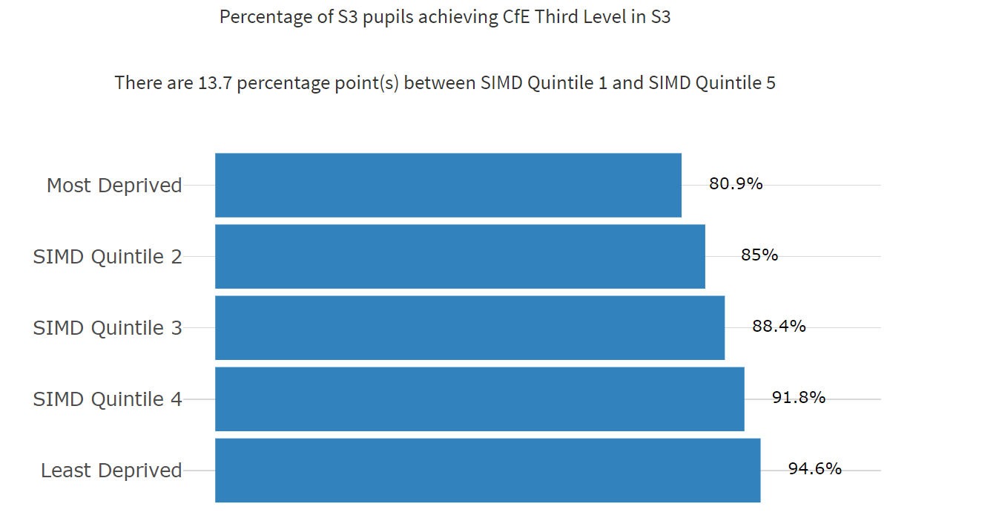 Percentage of S3 pupils achieving CfE Third Level in S3
There are 13.7 percentage point(s) between SIMD Quintile 1 and SIMD Quintile 5
Most Deprived 80.9%
SIMD Quintile 2 85%
SIMD Quintile 3 88.4%
SIMD Quintile 4 91.8%
Least Deprived 94.6%